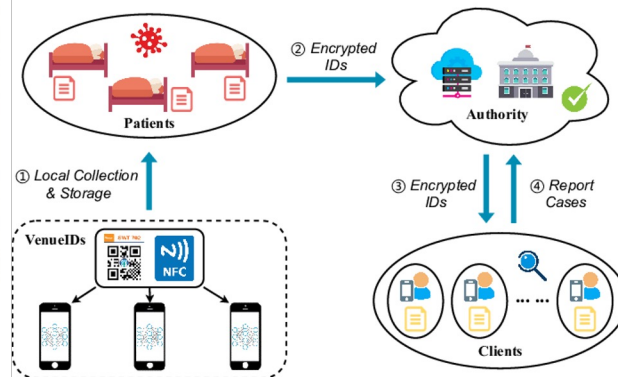 ② Encrypted
IDs
Patients
Authority
① Local Collection
& Storage
③ Encrypted
IDs
④ Report
Cases
VenueIDs
NFC
... ...
Clients